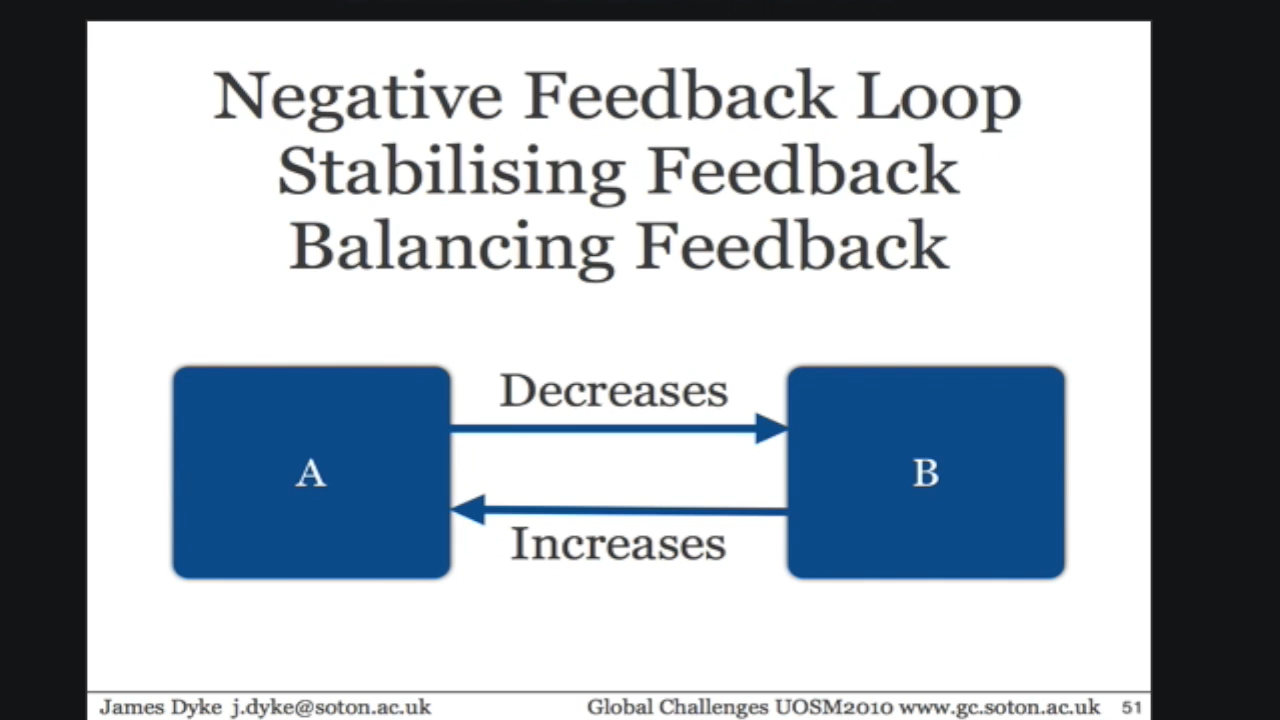 Negative Feedback Loop
Stabilising Feedback
Balancing Feedback
Decreases
A
B
Increases
James Dyke j.dyke@soton.ac.uk
Global Challenges UOSM2010 www.gc.soton.ac.uk 51